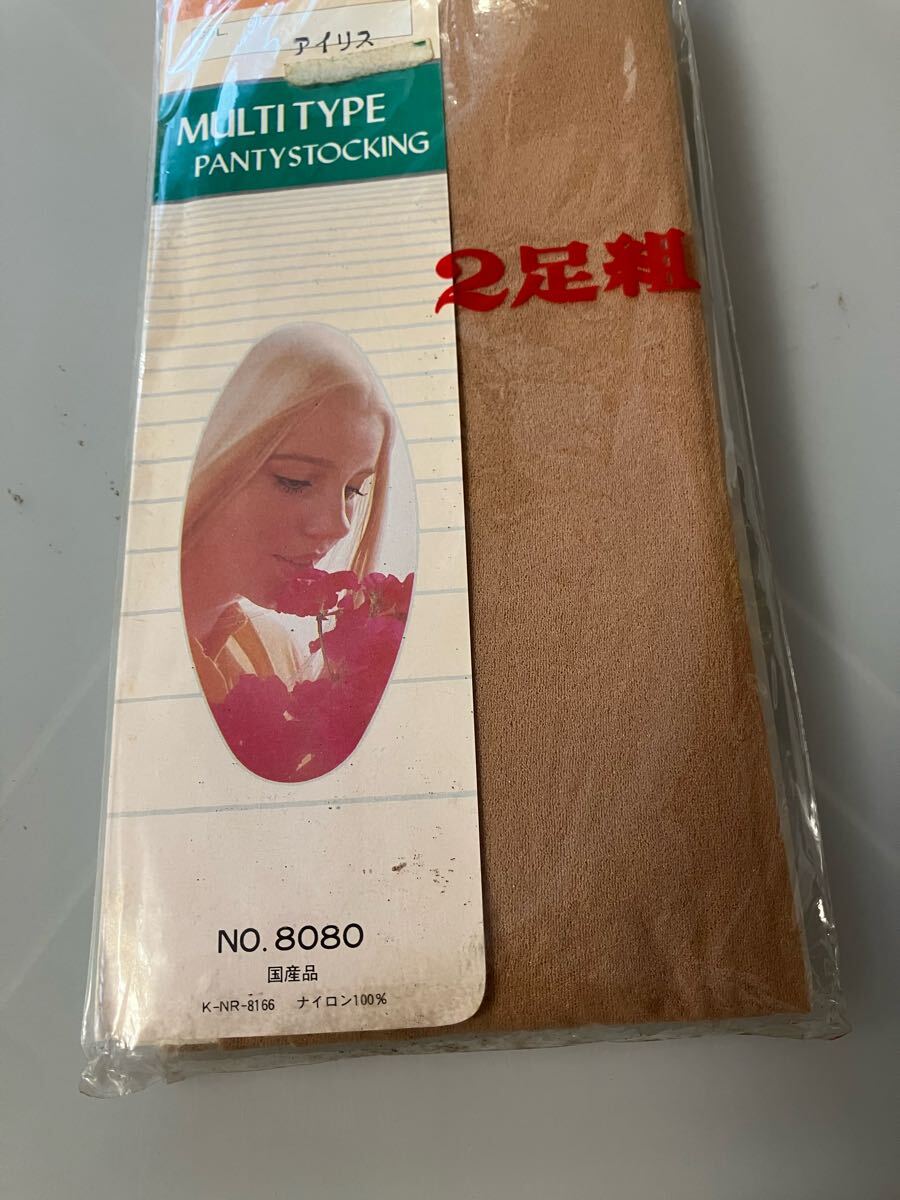 L
アイリス
MULTI TYPE
PANTYSTOCKING
2足組
NO. 8080
国産品
K-NR-8166 ナイロン100%